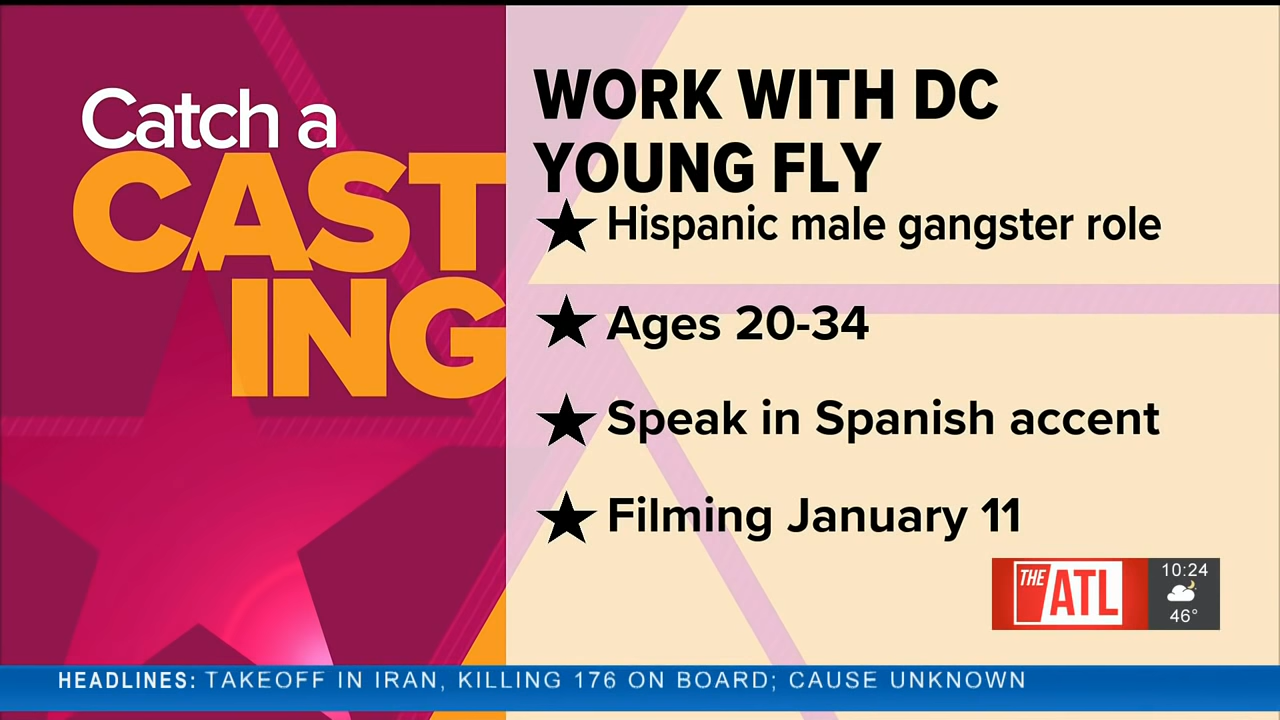 Catch a
CAST
ING
WORK WITH DC
YOUNG FLY
Hispanic male gangster role
Ages 20-34
Speak in Spanish accent
Filming January 11
THE ATL
10:24
46°
HEADLINES: TAKEOFF IN IRAN, KILLING 176 ON BOARD; CAUSE UNKNOWN